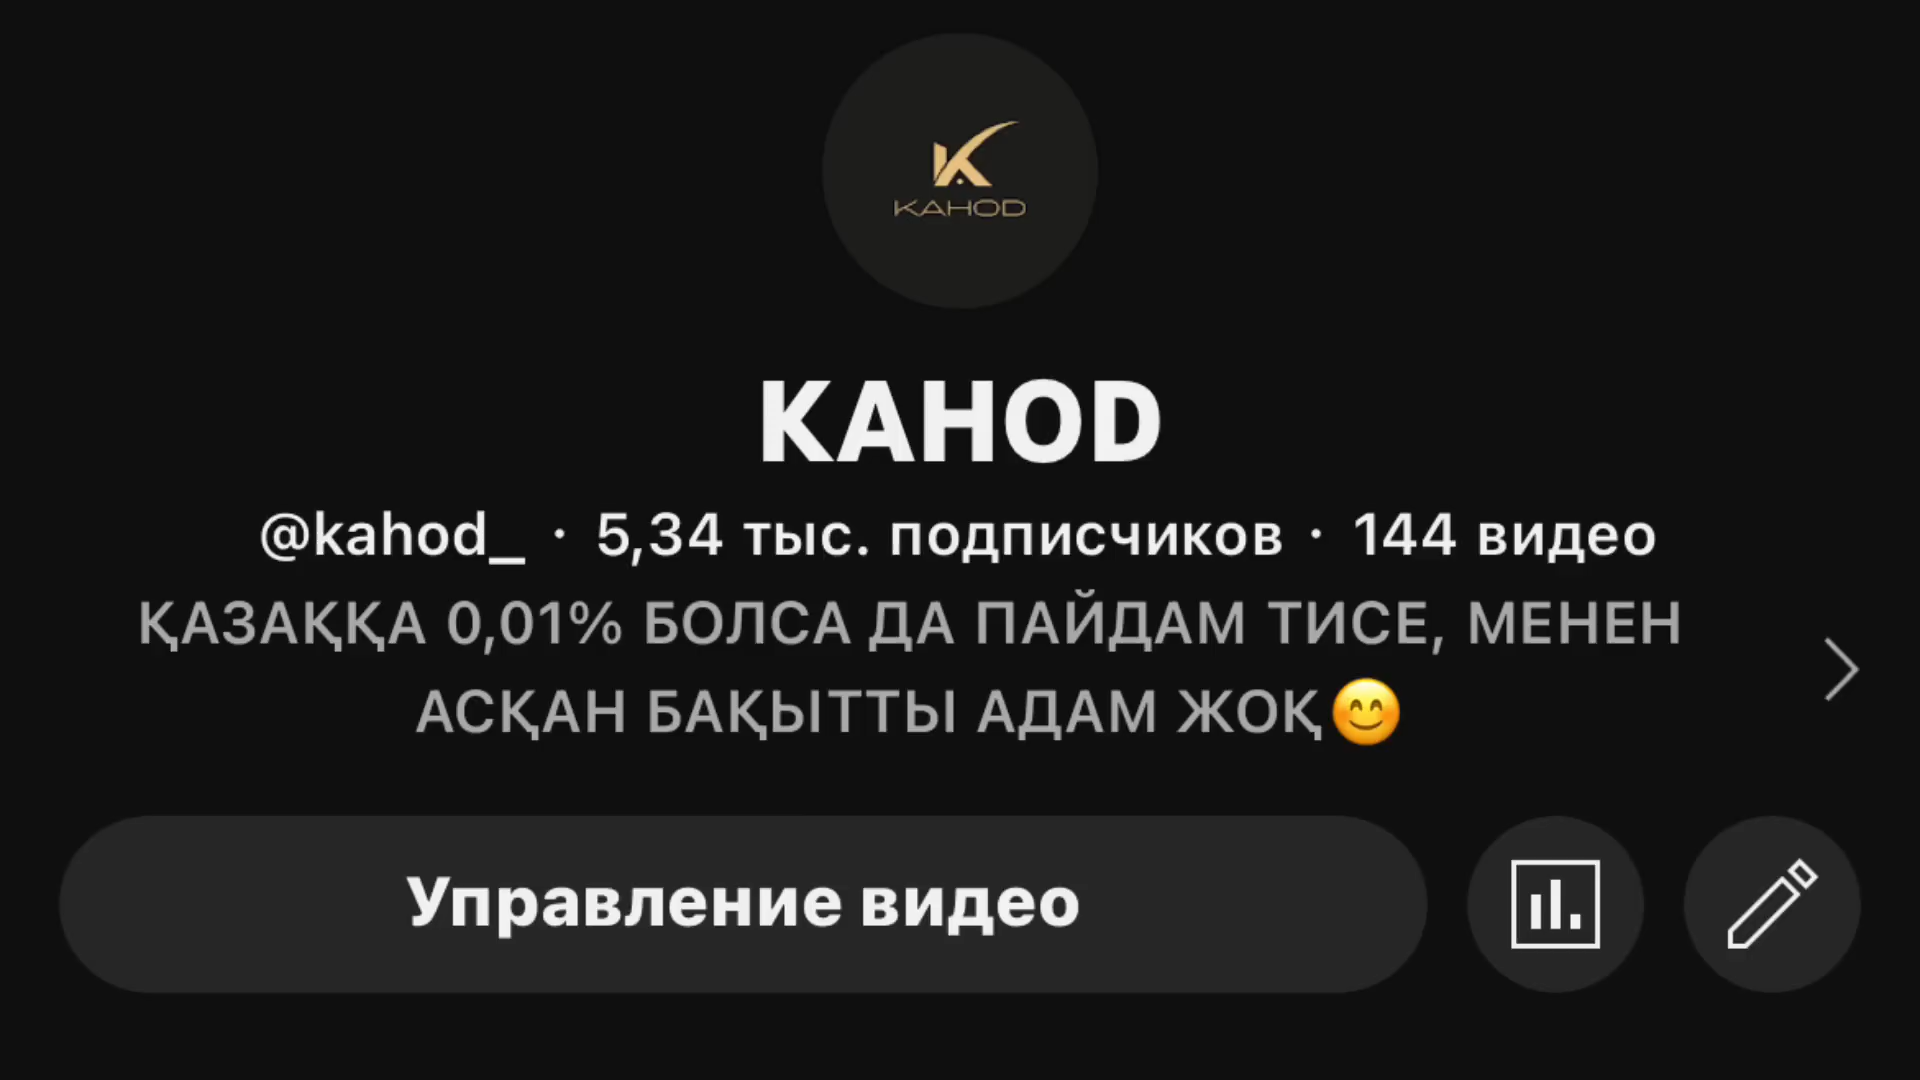 KAHOD
KAHOD
@kahod_ · 5,34 тыс. подписчиков · 144 видео
ҚАЗАҚҚА 0,01% БОЛСА ДА ПАЙДАМ ТИСЕ, МЕНЕН
АСҚАН БАҚЫТТЫ АДАМ ЖОҚ😊
Управление видео